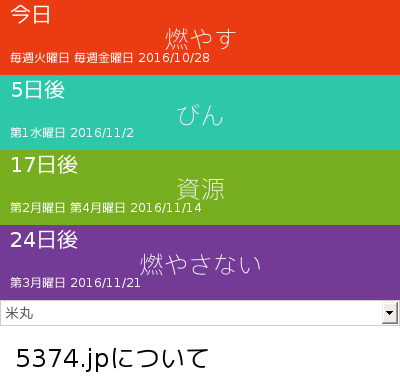 今日
燃やす
毎週火曜日 毎週金曜日 2016/10/28
5日後
びん
第1水曜日 2016/11/2
17日後
資源
第2月曜日 第4月曜日 2016/11/14
24日後
燃やさない
第3月曜日 2016/11/21
米丸
5374.jpについて